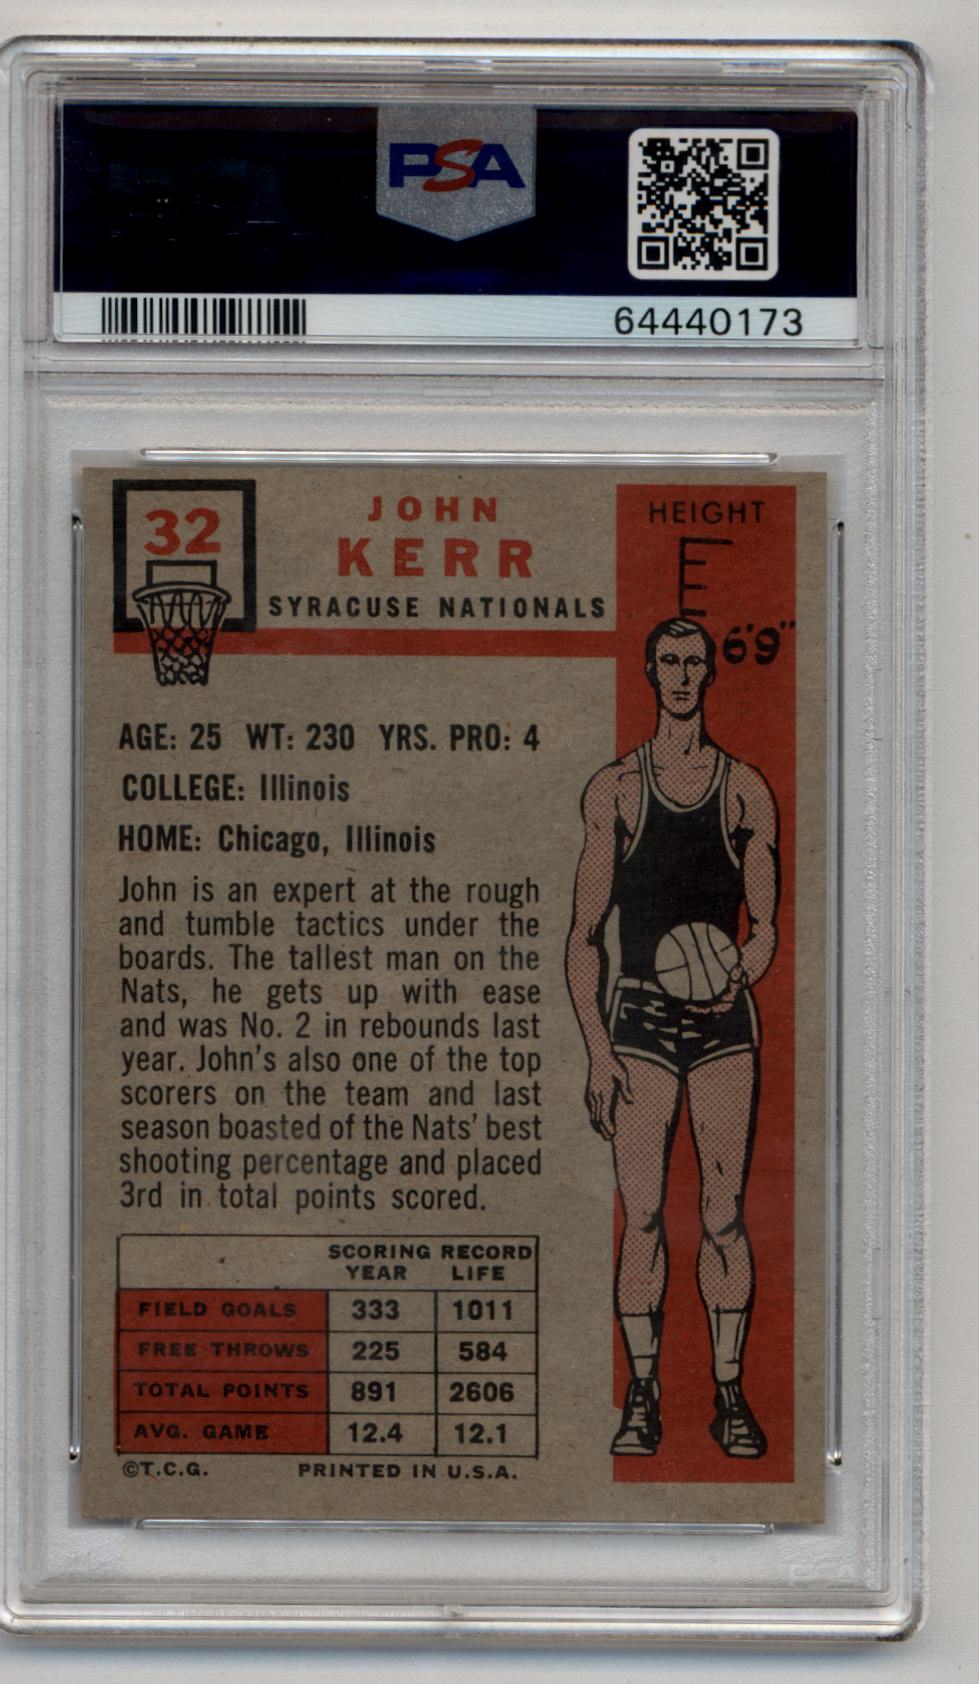 PSA
64440173
32
JOHN
KERR
SYRACUSE NATIONALS
HEIGHT
6'9"
AGE: 25 WT: 230 YRS. PRO: 4
COLLEGE: Illinois
HOME: Chicago, Illinois
John is an expert at the rough
and tumble tactics under the
boards. The tallest man on the
Nats, he gets up with ease
and was No. 2 in rebounds last
year. John's also one of the top
scorers on the team and last
season boasted of the Nats' best
shooting percentage and placed
3rd in total points scored.
SCORING RECORD
YEAR LIFE
FIELD GOALS 333 1011
FREE THROWS 225 584
TOTAL POINTS 891 2606
AVG. GAME 12.4 12.1
©T.C.G. PRINTED IN U.S.A.
PSA